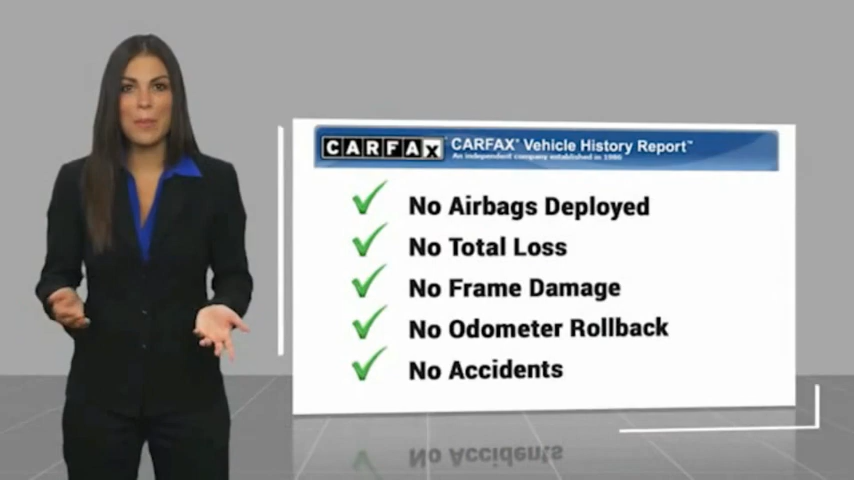 CARFAX CARFAX® Vehicle History Report™
An independent company established in 1986
No Airbags Deployed
No Total Loss
No Frame Damage
No Odometer Rollback
No Accidents
No Accidents